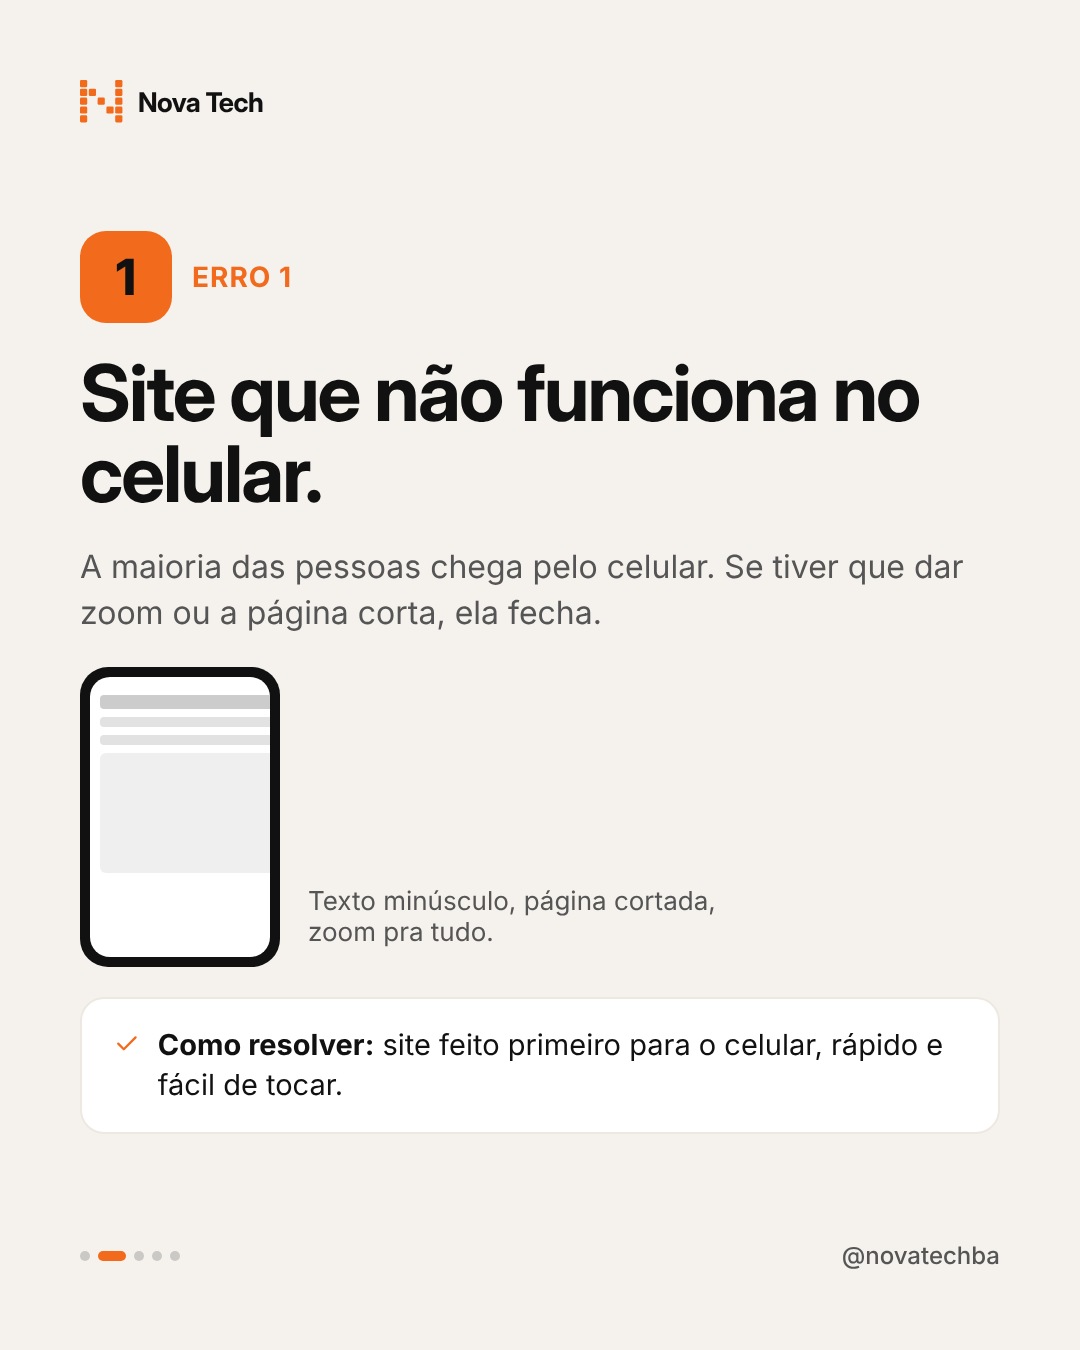 Nova Tech
1
ERRO 1
Site que não funciona no
celular.
A maioria das pessoas chega pelo celular. Se tiver que dar
zoom ou a página corta, ela fecha.
Texto minúsculo, página cortada,
zoom pra tudo.
Como resolver: site feito primeiro para o celular, rápido e
fácil de tocar.
@novatechba